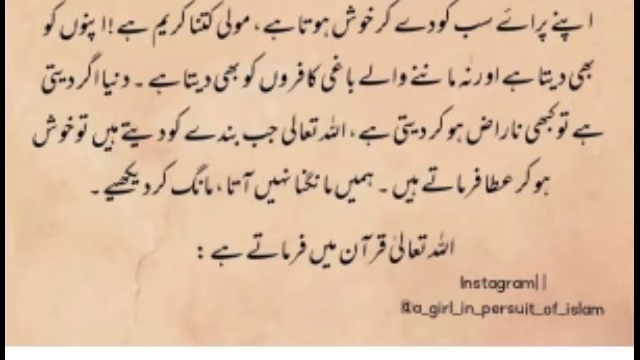 اپنے پرائے سب کو دے کر خوش ہوتا ہے، مولیٰ کتنا کریم ہے! اپنوں کو
بھی دیتا ہے اور نہ ماننے والے باغی کافروں کو بھی دیتا ہے۔ دنیا اگر دیتی
ہے تو کبھی ناراض ہو کر دیتی ہے، اللہ تعالیٰ جب بندے کو دیتے ہیں تو خوش
ہو کر عطا فرماتے ہیں۔ ہمیں مانگنا نہیں آتا، مانگ کر دیکھیے۔
اللہ تعالیٰ قرآن میں فرماتے ہے:
Instagram||
@a_girl_in_persuit_of_islam